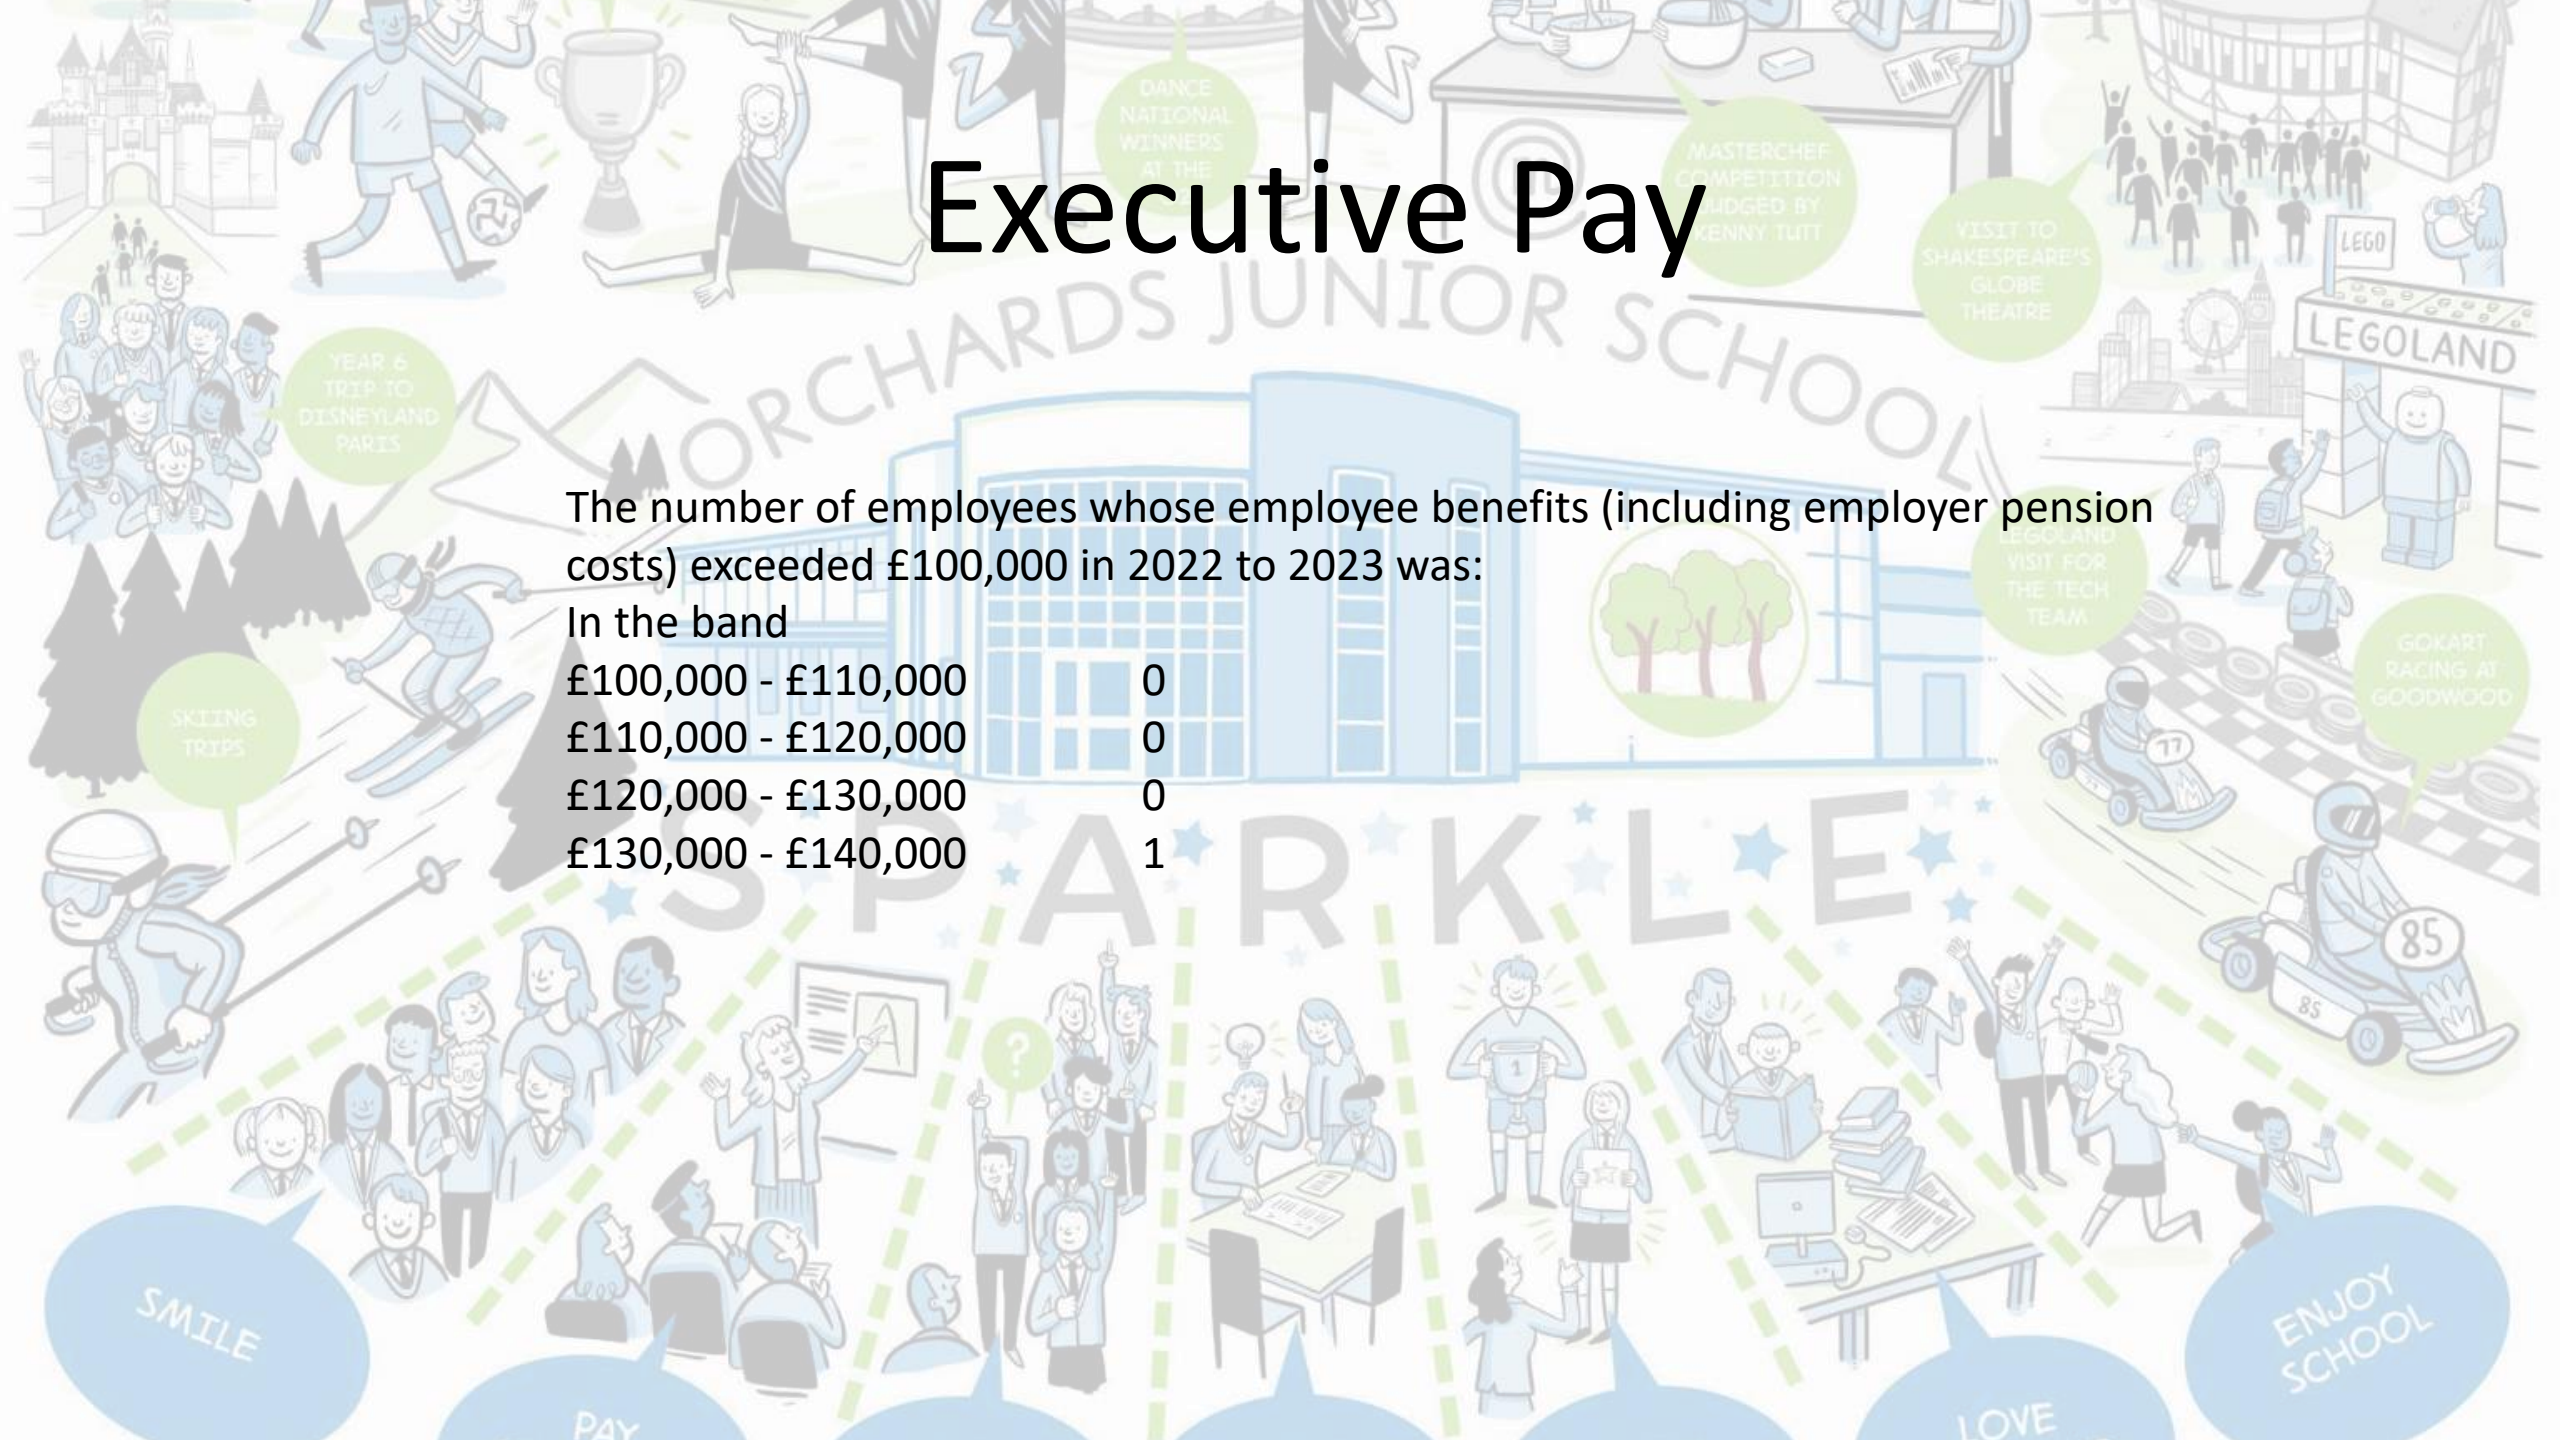 DANCE
NATIONAL
WINNERS
AT THE
MASTERCHEF
COMPETITION
JUDGED BY
KENNY TUTT
Executive Pay
VISIT TO
SHAKESPEARE'S
GLOBE
THEATRE
LEGO
LEGOLAND
ORCHARDS JUNIOR SCHOOL
YEAR 6
TRIP TO
DISNEYLAND
PARIS
The number of employees whose employee benefits (including employer pension
costs) exceeded £100,000 in 2022 to 2023 was:
In the band
£100,000 - £110,000 0
£110,000 - £120,000 0
£120,000 - £130,000 0
£130,000 - £140,000 1
LEGOLAND
VISIT FOR
THE TECH
TEAM
GOKART
RACING AT
GOODWOOD
SKIING
TRIPS
77
SPARKLE
85
85
A
?
1
SMILE
PAY
LOVE
ENJOY
SCHOOL